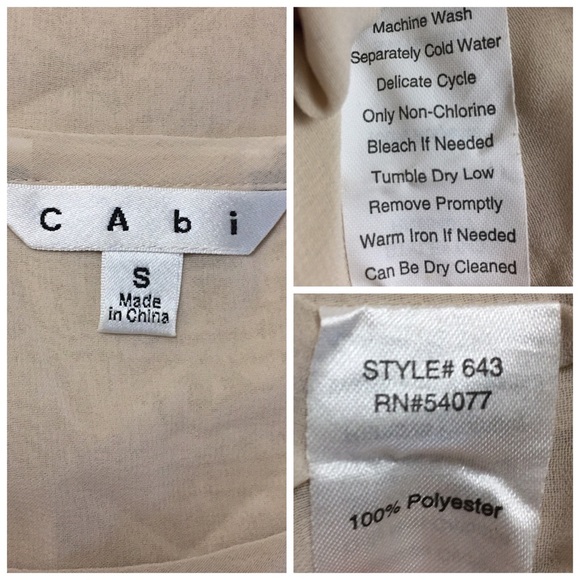 C A b i
S
Made
in China
Machine Wash
Separately Cold Water
Delicate Cycle
Only Non-Chlorine
Bleach If Needed
Tumble Dry Low
Remove Promptly
Warm Iron If Needed
Can Be Dry Cleaned
STYLE# 643
RN#54077
100% Polyester